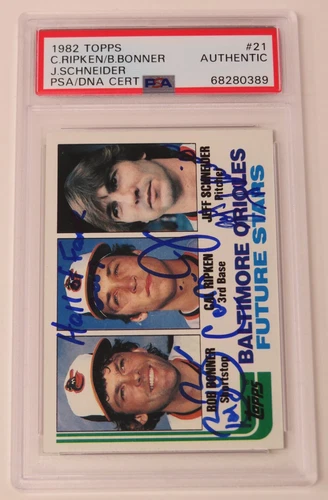 1982 TOPPS #21
C.RIPKEN/B.BONNER AUTHENTIC
J.SCHNEIDER
PSA/DNA CERT PSA 68280389
JEFF SCHNEIDER
Pitcher
CAL RIPKEN
3rd Base
BOB BONNER
Shortstop
BALTIMORE ORIOLES
FUTURE STARS
Topps
Hall of Fame